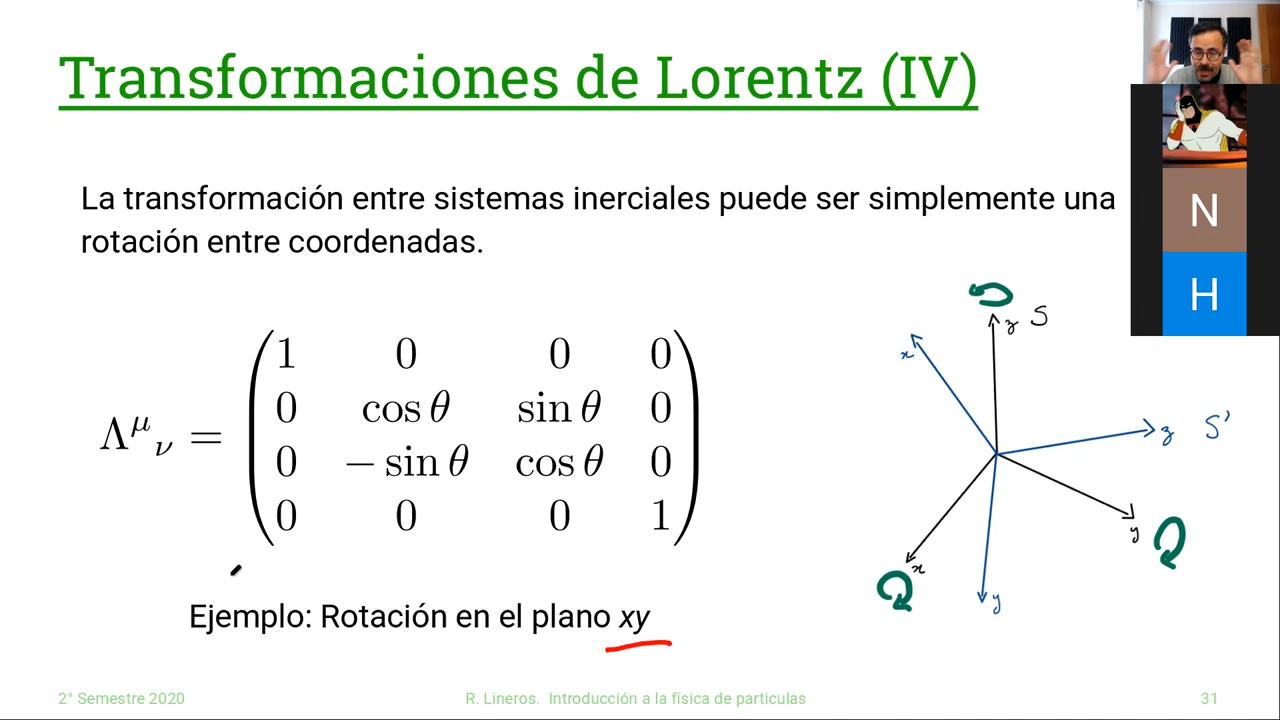 Transformaciones de Lorentz (IV)
La transformación entre sistemas inerciales puede ser simplemente una
rotación entre coordenadas.
Λ^μ_ν =
1 0 0 0
0 cos θ sin θ 0
0 − sin θ cos θ 0
0 0 0 1
Ejemplo: Rotación en el plano xy
z S
x
z S'
y
x
y
N
H
2° Semestre 2020
R. Lineros. Introducción a la física de particulas
31